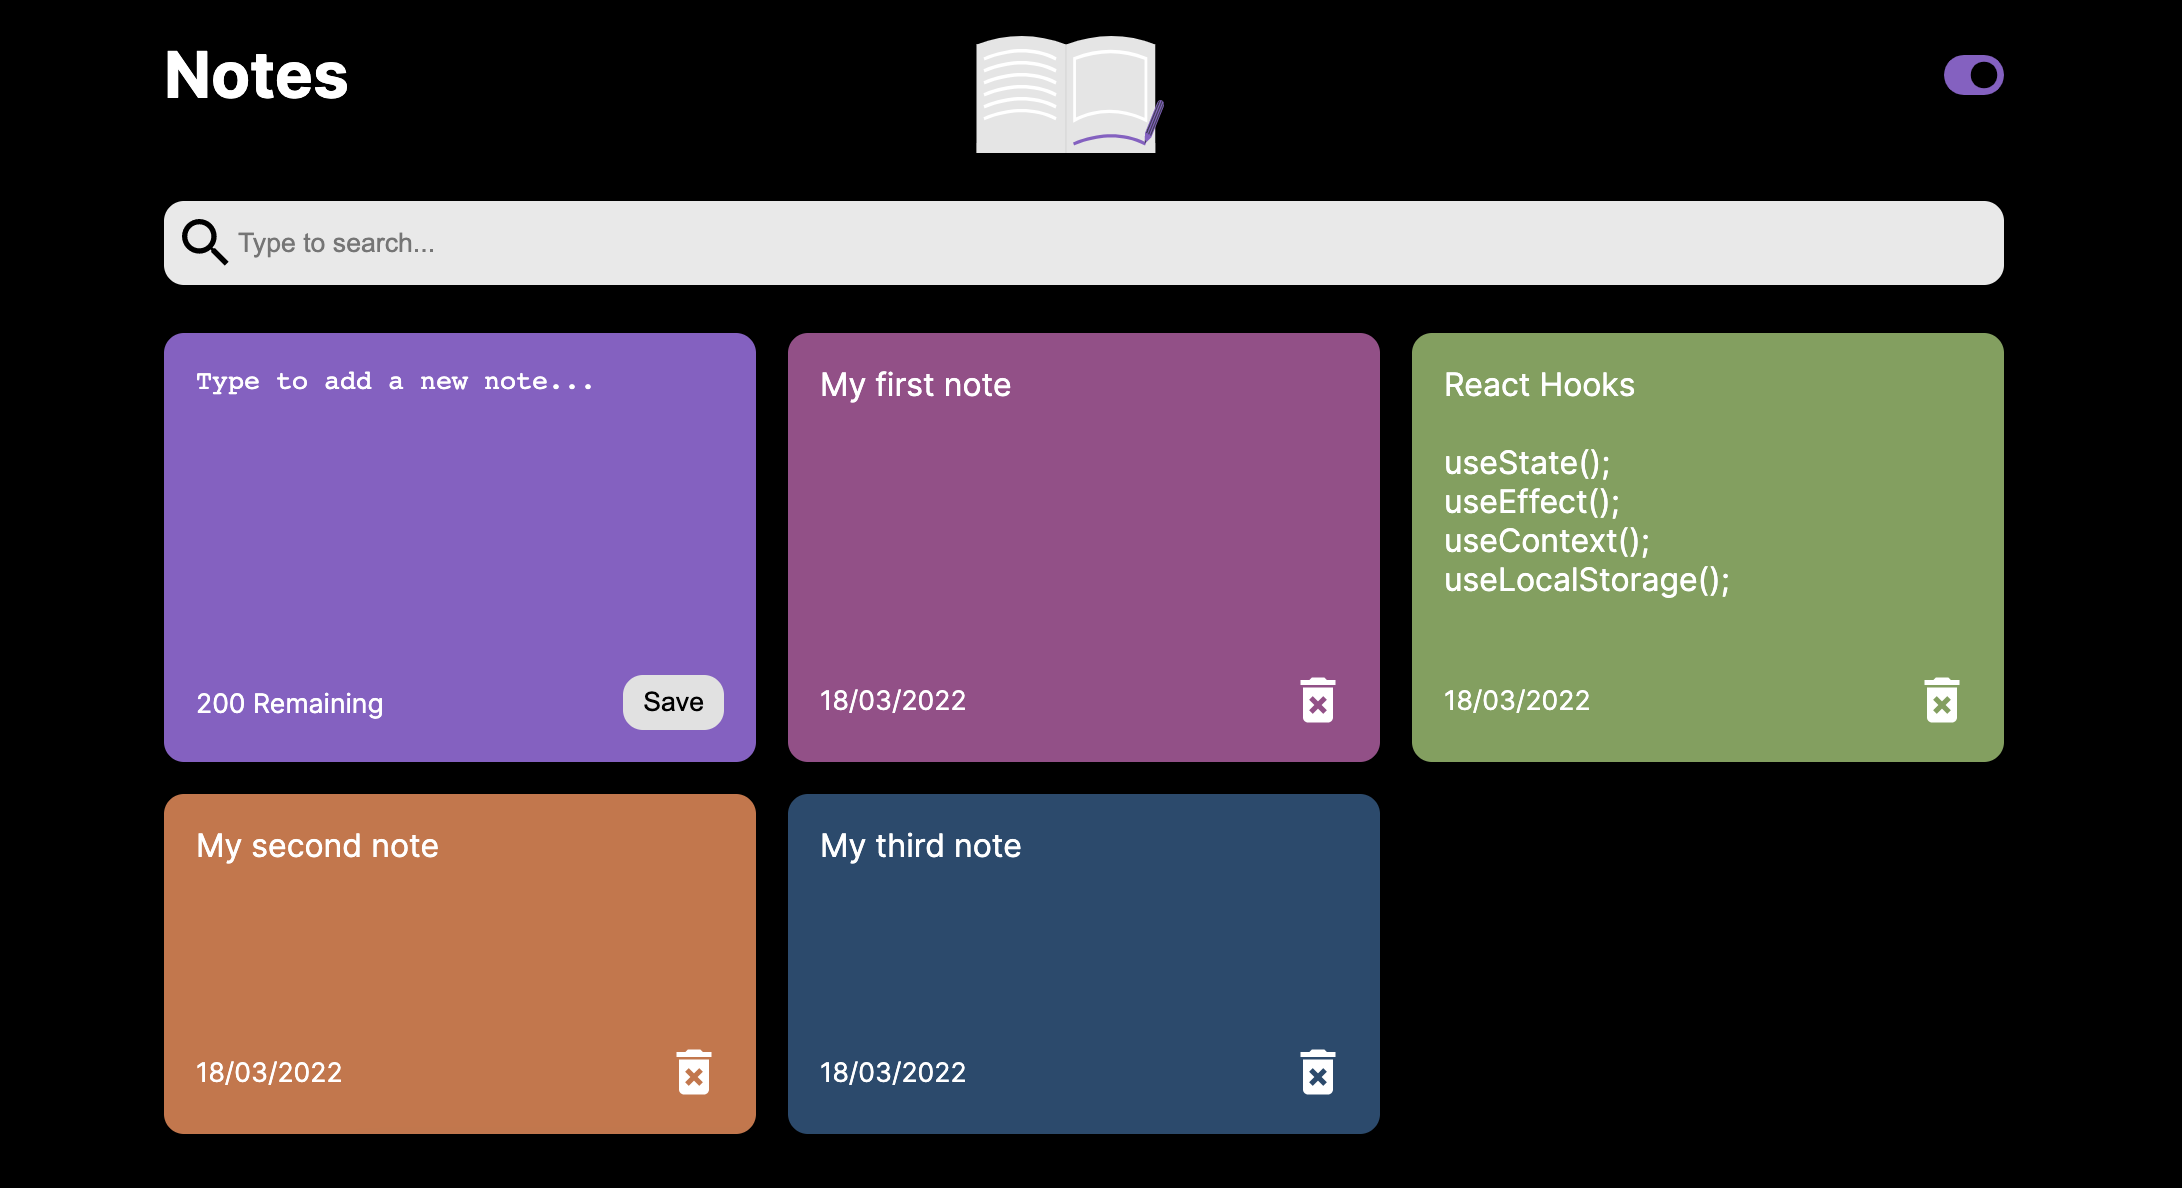 Notes
Type to search...
Type to add a new note...
200 Remaining
Save
My first note
18/03/2022
React Hooks
useState();
useEffect();
useContext();
useLocalStorage();
18/03/2022
My second note
18/03/2022
My third note
18/03/2022